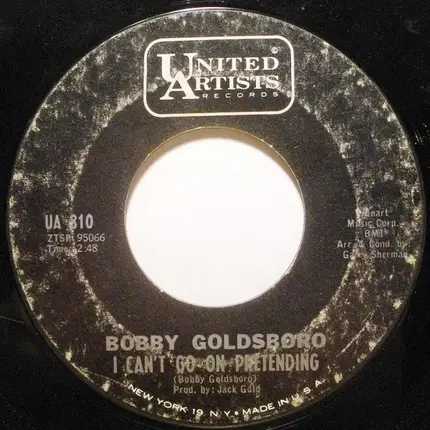 UNITED
ARTISTS
RECORDS
UA 810
ZTSP 95066
Time: 2:48
Unart
Music Corp.
BMI
Arr & Cond. by
Garry Sherman
BOBBY GOLDSBORO
I CAN'T GO ON PRETENDING
(Bobby Goldsboro)
Prod. by: Jack Gold
NEW YORK 19 N.Y. • MADE IN U.S.A.